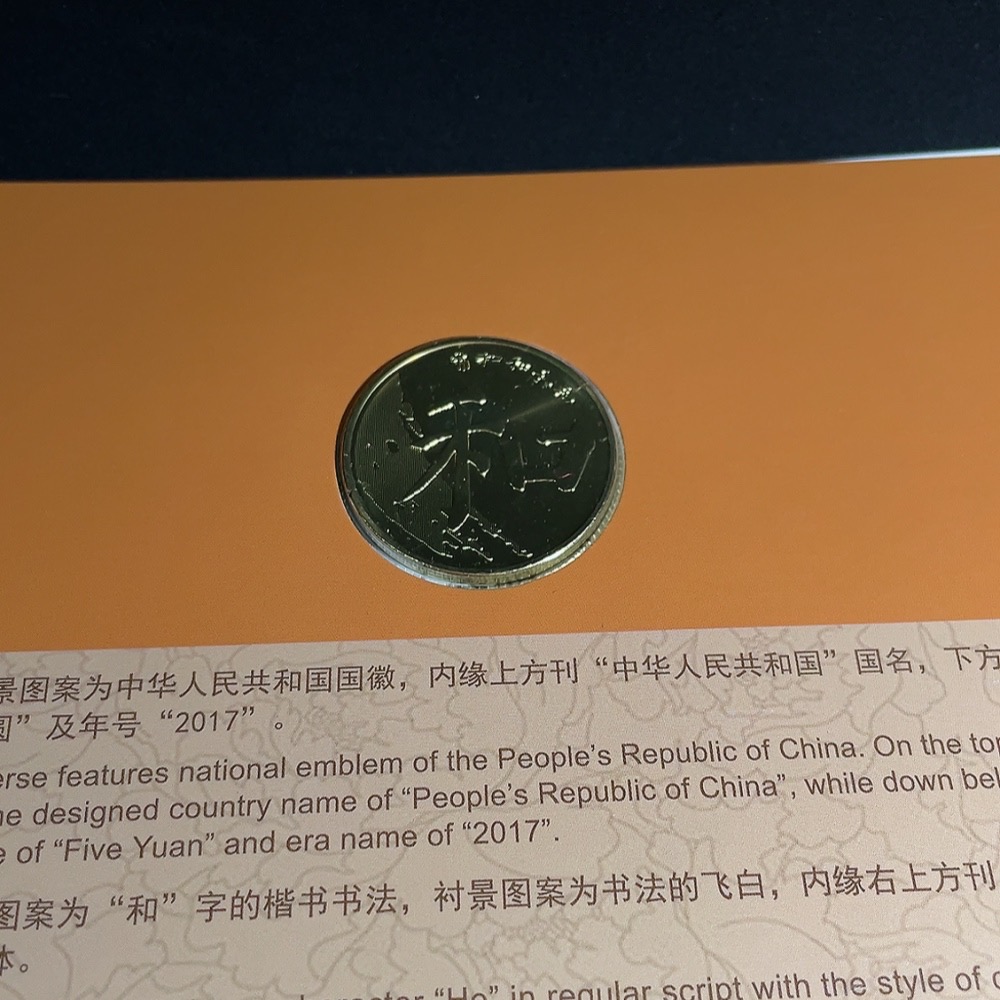 和
景图案为中华人民共和国国徽，内缘上方刊“中华人民共和国”国名，下方
圆”及年号“2017”。
erse features national emblem of the People’s Republic of China. On the top
he designed country name of “People’s Republic of China”, while down bel
e of “Five Yuan” and era name of “2017”.
图案为“和”字的楷书书法，衬景图案为书法的飞白，内缘右上方刊
体。
“He” in regular script with the style of